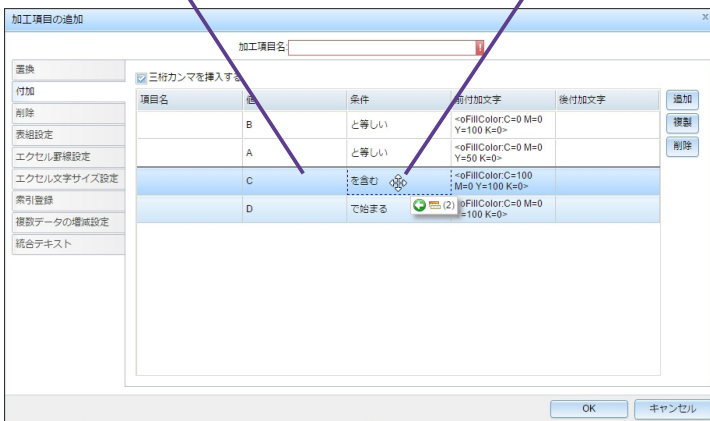 加工項目の追加
x
加工項目名:
置換
付加
削除
表組設定
エクセル罫線設定
エクセル文字サイズ設定
索引登録
複数データの増減設定
統合テキスト
三桁カンマを挿入する
項目名 値 条件 前付加文字 後付加文字
B と等しい <oFillColor:C=0 M=0
Y=100 K=0>
A と等しい <oFillColor:C=0 M=0
Y=50 K=0>
C を含む <oFillColor:C=100
M=0 Y=100 K=0>
D で始まる oFillColor:C=0 M=0
=100 K=0>
(2)
追加
複製
削除
OK
キャンセル